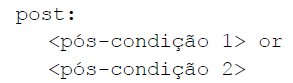 post:
<pós-condição 1> or
<pós-condição 2>